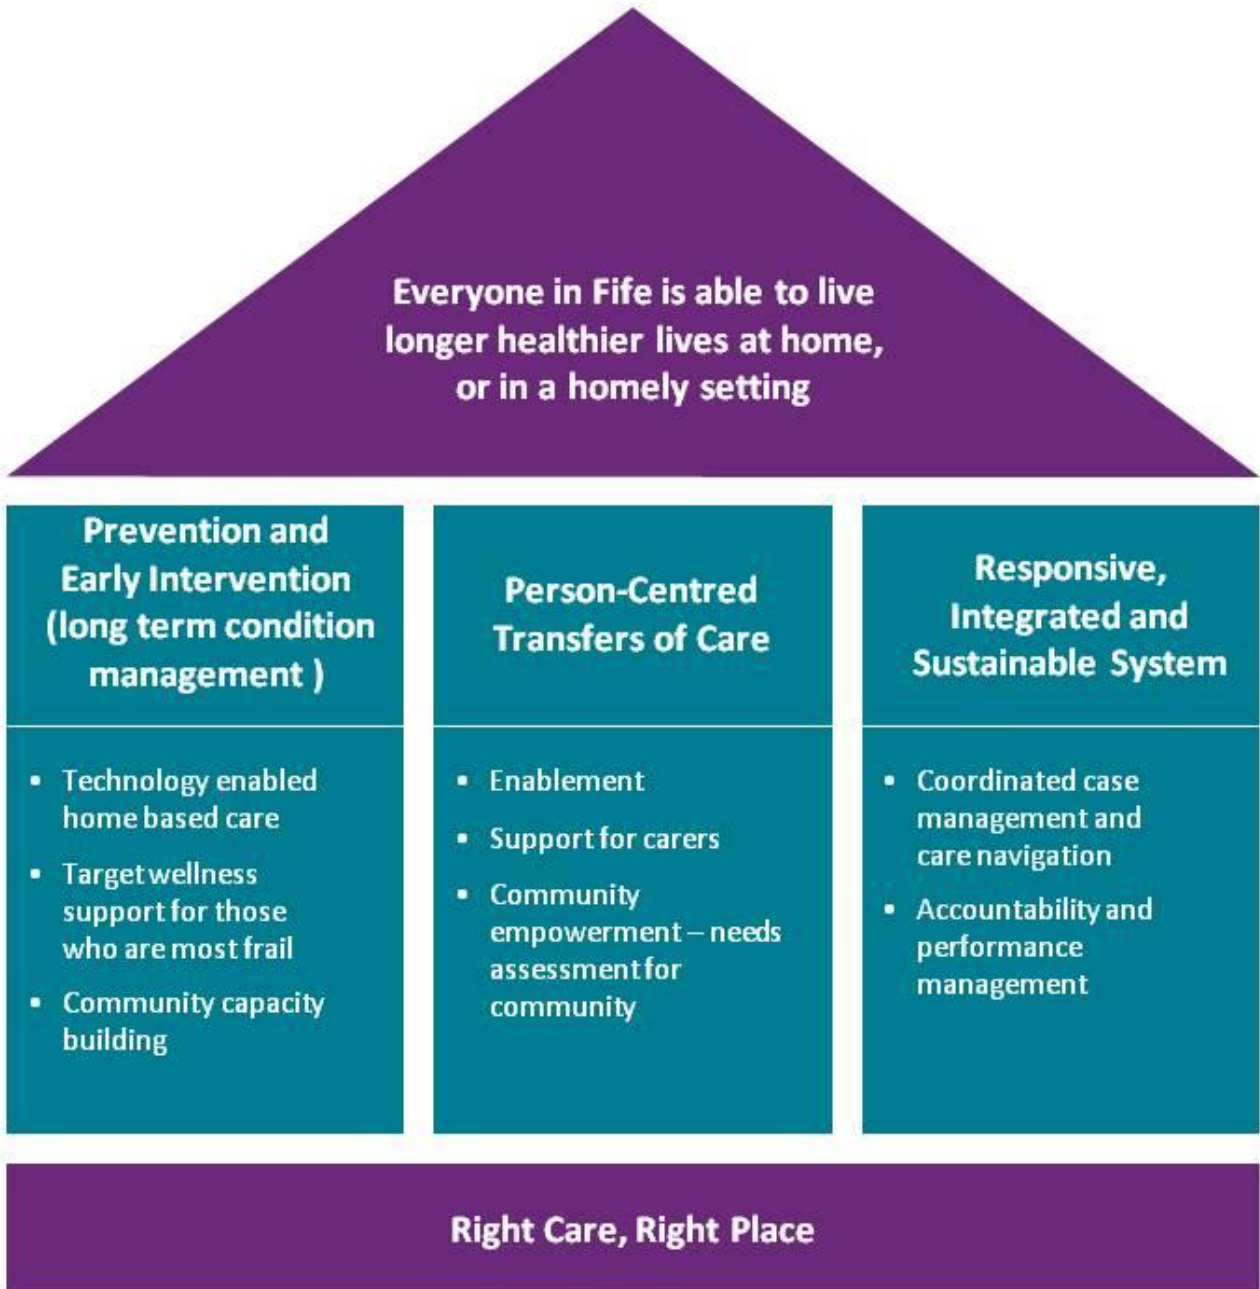 Everyone in Fife is able to live
longer healthier lives at home,
or in a homely setting
Prevention and
Early Intervention
(long term condition
management )
▪ Technology enabled
home based care
▪ Target wellness
support for those
who are most frail
▪ Community capacity
building
Person-Centred
Transfers of Care
▪ Enablement
▪ Support for carers
▪ Community
empowerment – needs
assessment for
community
Responsive,
Integrated and
Sustainable System
▪ Coordinated case
management and
care navigation
▪ Accountability and
performance
management
Right Care, Right Place